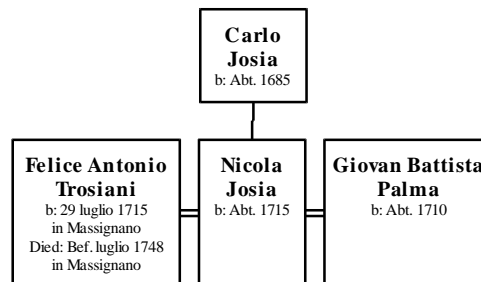 Carlo
Josia
b: Abt. 1685
Felice Antonio
Trosiani
b: 29 luglio 1715
in Massignano
Died: Bef. luglio 1748
in Massignano
Nicola
Josia
b: Abt. 1715
Giovan Battista
Palma
b: Abt. 1710